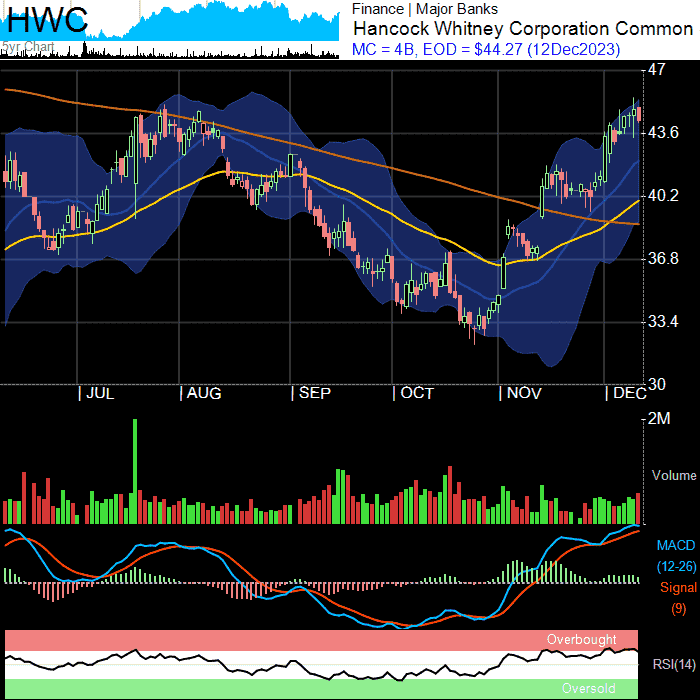 HWC
5yr Chart
Finance | Major Banks
Hancock Whitney Corporation Common
MC = 4B, EOD = $44.27 (12Dec2023)
47
43.6
40.2
36.8
33.4
30
JUL AUG SEP OCT NOV DEC
2M
Volume
MACD
(12-26)
Signal
(9)
Overbought
RSI(14)
Oversold